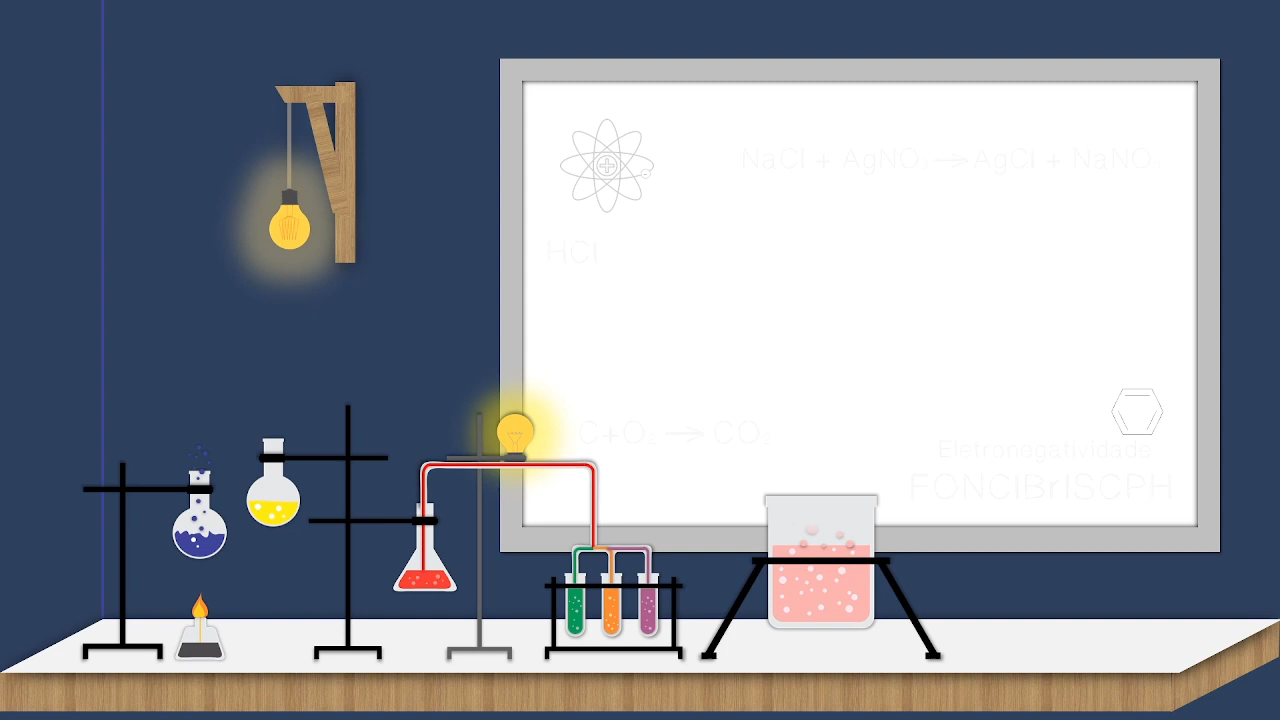 NaCl + AgNO₃ → AgCl + NaNO₃
HCl
C+O₂ → CO₂
Eletronegatividade
FONClBrISCPH